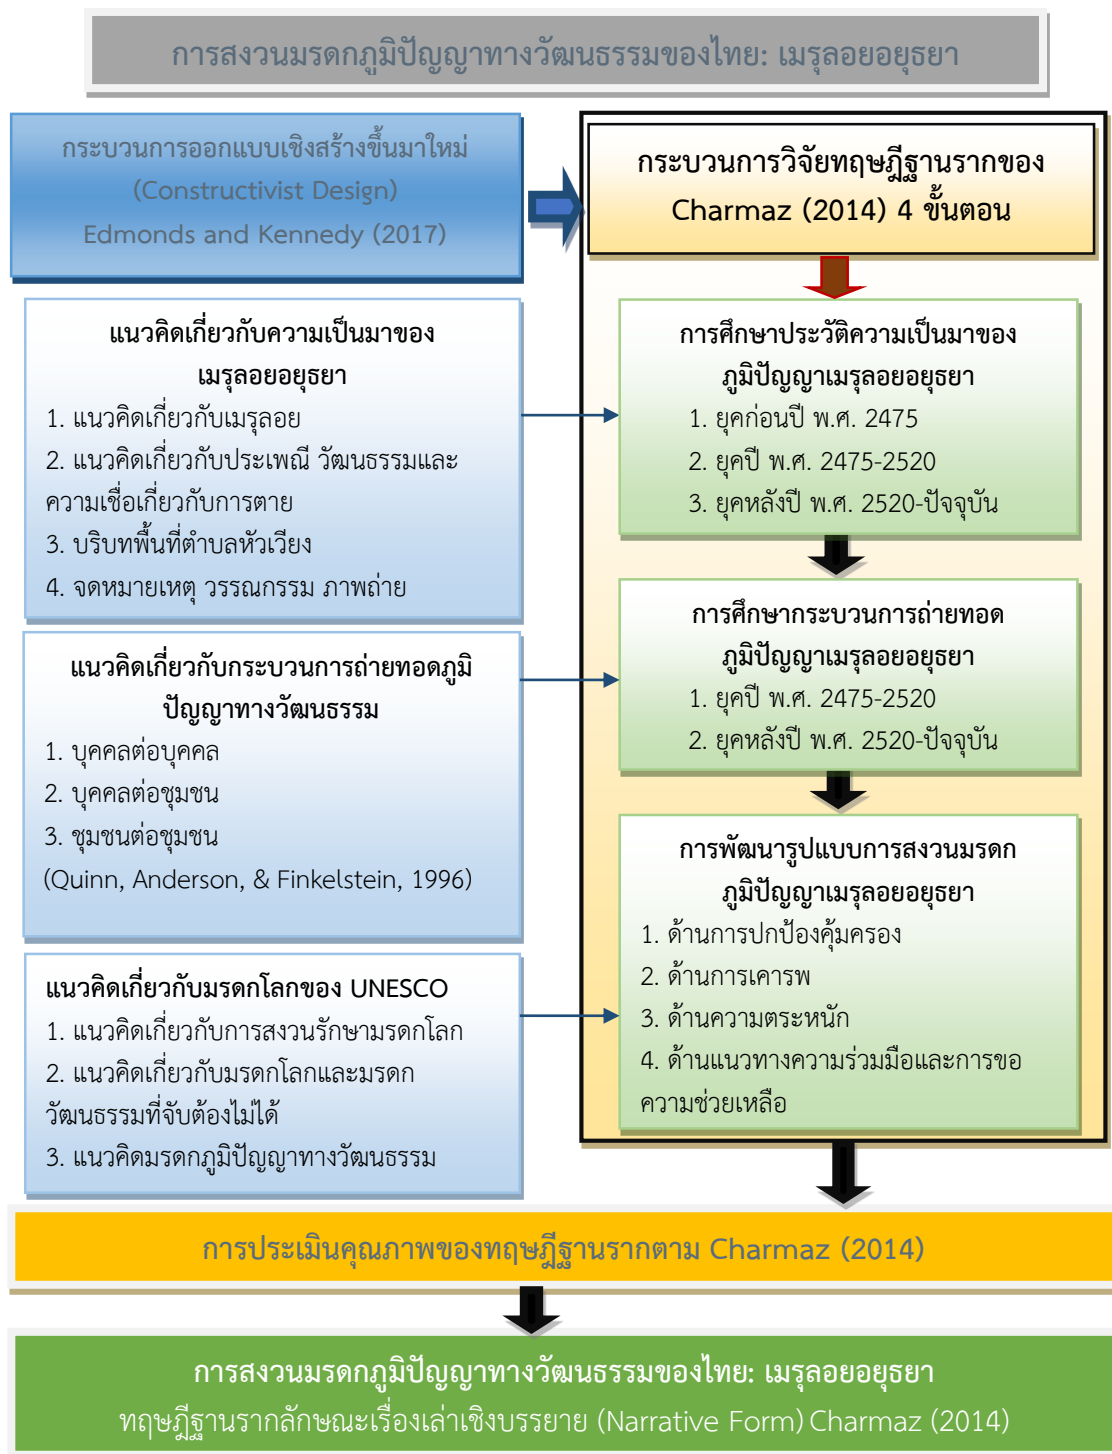 การสงวนมรดกภูมิปัญญาทางวัฒนธรรมของไทย: เมรุลอยอยุธยา
กระบวนการออกแบบเชิงสร้างขึ้นมาใหม่
(Constructivist Design)
Edmonds and Kennedy (2017)
กระบวนการวิจัยทฤษฎีฐานรากของ
Charmaz (2014) 4 ขั้นตอน
แนวคิดเกี่ยวกับความเป็นมาของ
เมรุลอยอยุธยา
1. แนวคิดเกี่ยวกับเมรุลอย
2. แนวคิดเกี่ยวกับประเพณี วัฒนธรรมและ
ความเชื่อเกี่ยวกับการตาย
3. บริบทพื้นที่ตำบลหัวเวียง
4. จดหมายเหตุ วรรณกรรม ภาพถ่าย
การศึกษาประวัติความเป็นมาของ
ภูมิปัญญาเมรุลอยอยุธยา
1. ยุคก่อนปี พ.ศ. 2475
2. ยุคปี พ.ศ. 2475-2520
3. ยุคหลังปี พ.ศ. 2520-ปัจจุบัน
แนวคิดเกี่ยวกับกระบวนการถ่ายทอดภูมิ
ปัญญาทางวัฒนธรรม
1. บุคคลต่อบุคคล
2. บุคคลต่อชุมชน
3. ชุมชนต่อชุมชน
(Quinn, Anderson, & Finkelstein, 1996)
การศึกษากระบวนการถ่ายทอด
ภูมิปัญญาเมรุลอยอยุธยา
1. ยุคปี พ.ศ. 2475-2520
2. ยุคหลังปี พ.ศ. 2520-ปัจจุบัน
แนวคิดเกี่ยวกับมรดกโลกของ UNESCO
1. แนวคิดเกี่ยวกับการสงวนรักษามรดกโลก
2. แนวคิดเกี่ยวกับมรดกโลกและมรดก
วัฒนธรรมที่จับต้องไม่ได้
3. แนวคิดมรดกภูมิปัญญาทางวัฒนธรรม
การพัฒนารูปแบบการสงวนมรดก
ภูมิปัญญาเมรุลอยอยุธยา
1. ด้านการปกป้องคุ้มครอง
2. ด้านการเคารพ
3. ด้านความตระหนัก
4. ด้านแนวทางความร่วมมือและการขอ
ความช่วยเหลือ
การประเมินคุณภาพของทฤษฎีฐานรากตาม Charmaz (2014)
การสงวนมรดกภูมิปัญญาทางวัฒนธรรมของไทย: เมรุลอยอยุธยา
ทฤษฎีฐานรากลักษณะเรื่องเล่าเชิงบรรยาย (Narrative Form) Charmaz (2014)